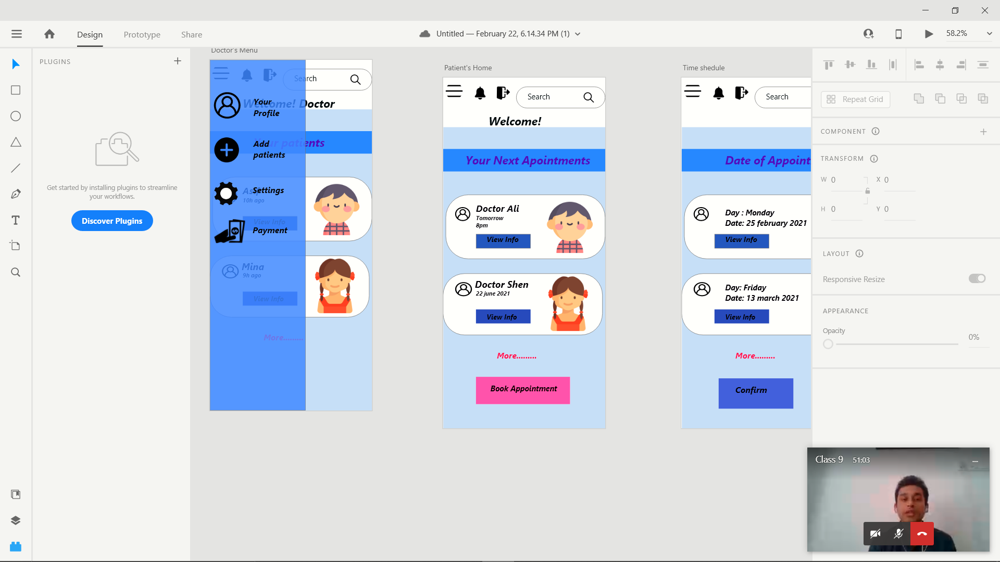 Design
Prototype
Share
Untitled — February 22, 6.14.34 PM (1)
58.2%
PLUGINS
Get started by installing plugins to streamline
your workflows.
Discover Plugins
Doctor's Menu
Search
Welcome! Doctor
Your
Profile
Your patients
Add
patients
Settings
10h ago
View Info
Payment
Mina
9h ago
View Info
More.........
Patient's Home
Search
Welcome!
Your Next Apointments
Doctor Ali
Tomorrow
8pm
View Info
Doctor Shen
22 june 2021
View Info
More.........
Book Appointment
Time shedule
Search
Date of Appoint
Day : Monday
Date: 25 february 2021
View Info
Day: Friday
Date: 13 march 2021
View Info
More.........
Confirm
Repeat Grid
COMPONENT
TRANSFORM
W 0
X 0
H 0
Y 0
LAYOUT
Responsive Resize
APPEARANCE
Opacity
0%
Class 9 51:03